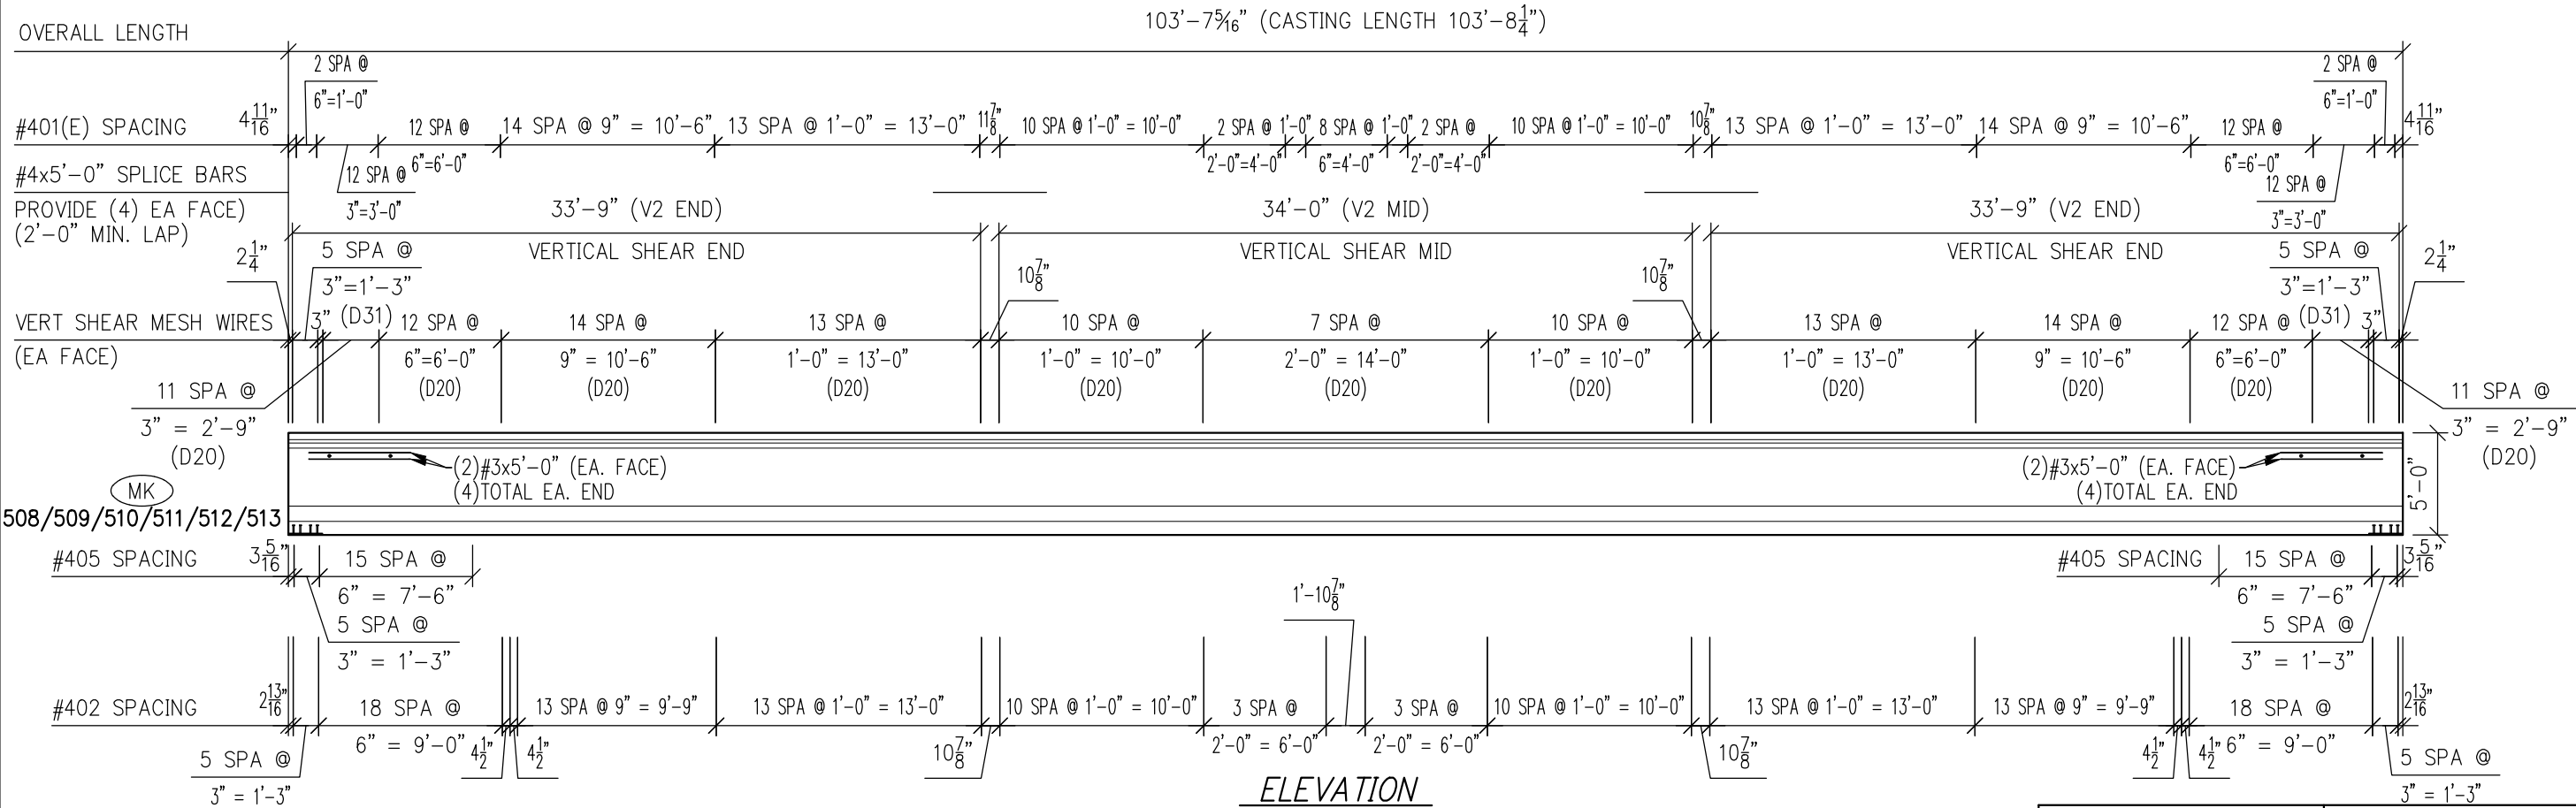 103'-7 5/16" (CASTING LENGTH 103'-8 1/4")
OVERALL LENGTH
2 SPA @
6"=1'-0"
2 SPA @
6"=1'-0"
#401(E) SPACING
4 11/16"
12 SPA @
6"=6'-0"
14 SPA @ 9" = 10'-6"
13 SPA @ 1'-0" = 13'-0"
11 7/8"
10 SPA @ 1'-0" = 10'-0"
2 SPA @
2'-0"=4'-0"
1'-0"
8 SPA @
6"=4'-0"
1'-0"
2 SPA @
2'-0"=4'-0"
10 SPA @ 1'-0" = 10'-0"
10 7/8"
13 SPA @ 1'-0" = 13'-0"
14 SPA @ 9" = 10'-6"
12 SPA @
6"=6'-0"
4 11/16"
12 SPA @
3"=3'-0"
12 SPA @
3"=3'-0"
#4x5'-0" SPLICE BARS
PROVIDE (4) EA FACE)
(2'-0" MIN. LAP)
33'-9" (V2 END)
VERTICAL SHEAR END
34'-0" (V2 MID)
VERTICAL SHEAR MID
33'-9" (V2 END)
VERTICAL SHEAR END
2 1/4"
5 SPA @
3"=1'-3"
(D31)
10 7/8"
10 7/8"
5 SPA @
3"=1'-3"
(D31)
2 1/4"
VERT SHEAR MESH WIRES
(EA FACE)
3"
12 SPA @
6"=6'-0"
(D20)
14 SPA @
9" = 10'-6"
(D20)
13 SPA @
1'-0" = 13'-0"
(D20)
10 SPA @
1'-0" = 10'-0"
(D20)
7 SPA @
2'-0" = 14'-0"
(D20)
10 SPA @
1'-0" = 10'-0"
(D20)
13 SPA @
1'-0" = 13'-0"
(D20)
14 SPA @
9" = 10'-6"
(D20)
12 SPA @
6"=6'-0"
(D20)
3"
11 SPA @
3" = 2'-9"
(D20)
11 SPA @
3" = 2'-9"
(D20)
(2)#3x5'-0" (EA. FACE)
(4)TOTAL EA. END
(2)#3x5'-0" (EA. FACE)
(4)TOTAL EA. END
5'-0"
MK
508/509/510/511/512/513
#405 SPACING
3 5/16"
15 SPA @
6" = 7'-6"
5 SPA @
3" = 1'-3"
#405 SPACING
15 SPA @
6" = 7'-6"
3 5/16"
5 SPA @
3" = 1'-3"
1'-10 7/8"
#402 SPACING
2 13/16"
18 SPA @
6" = 9'-0"
4 1/2"
4 1/2"
13 SPA @ 9" = 9'-9"
13 SPA @ 1'-0" = 13'-0"
10 7/8"
10 SPA @ 1'-0" = 10'-0"
3 SPA @
2'-0" = 6'-0"
3 SPA @
2'-0" = 6'-0"
10 SPA @ 1'-0" = 10'-0"
10 7/8"
13 SPA @ 1'-0" = 13'-0"
13 SPA @ 9" = 9'-9"
4 1/2"
4 1/2"
18 SPA @
6" = 9'-0"
2 13/16"
5 SPA @
3" = 1'-3"
5 SPA @
3" = 1'-3"
ELEVATION